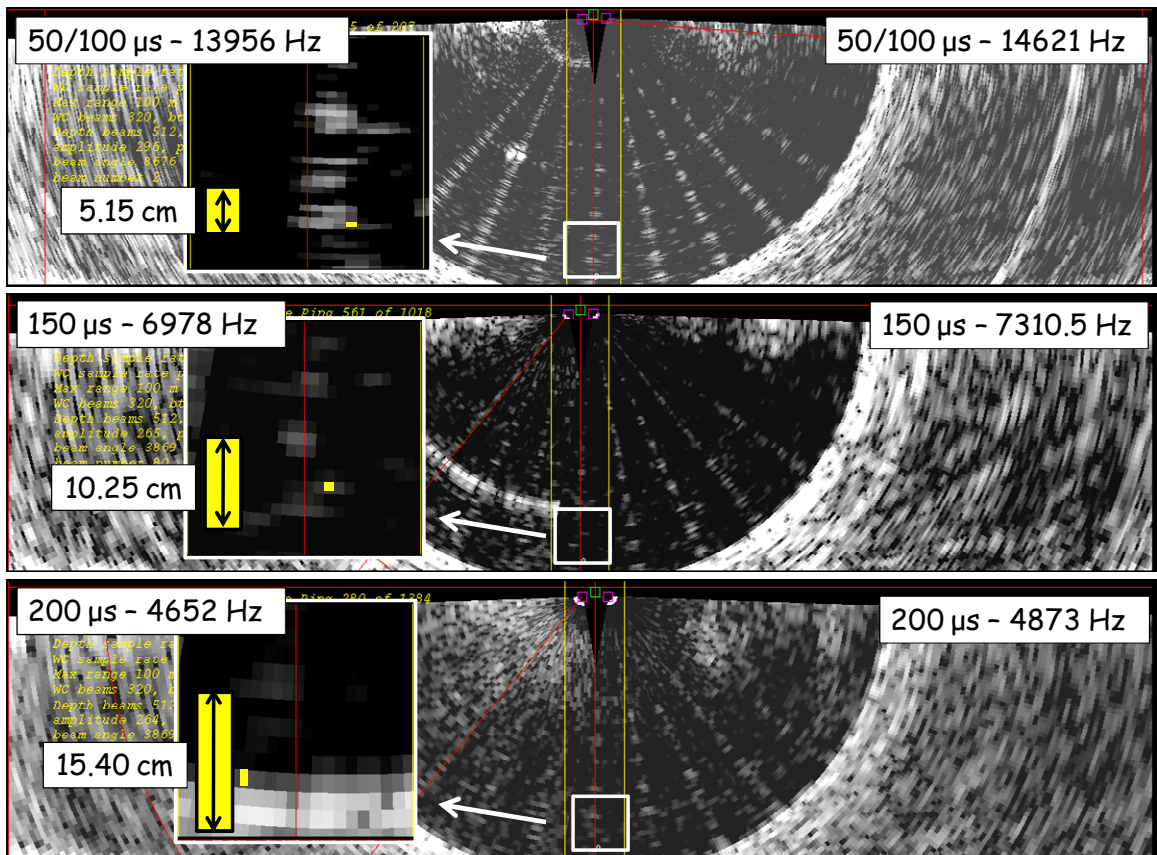 50/100 μs – 13956 Hz
5 of 207
50/100 μs – 14621 Hz
Depth sample rat
WC sample rate p
Max range 100 m
WC beams 320, bt
Depth beams 512,
amplitude 296, p
beam angle 8676
beam number 2
5.15 cm
150 μs – 6978 Hz
Ping 561 of 1018
150 μs – 7310.5 Hz
Depth sample rat
WC sample rate p
Max range 100 m
WC beams 320, bt
Depth beams 512,
amplitude 265, p
beam angle 3869
beam number 80
10.25 cm
200 μs – 4652 Hz
Ping 280 of 1384
200 μs – 4873 Hz
Depth sample ra
WC sample rate
Max range 100 m
WC beams 320, b
Depth beams 512
amplitude 264,
beam angle 3869
15.40 cm